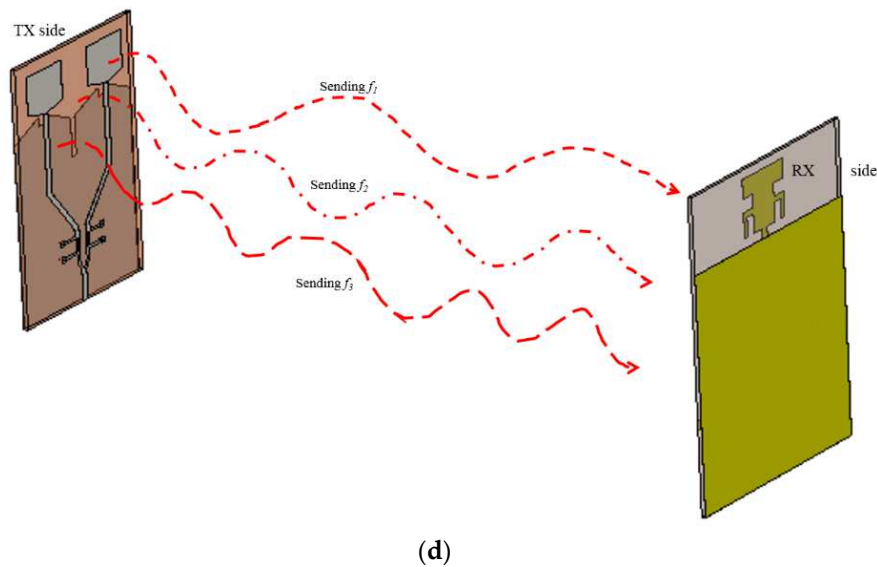 TX side
Sending f1
RX side
Sending f2
Sending f3
(d)